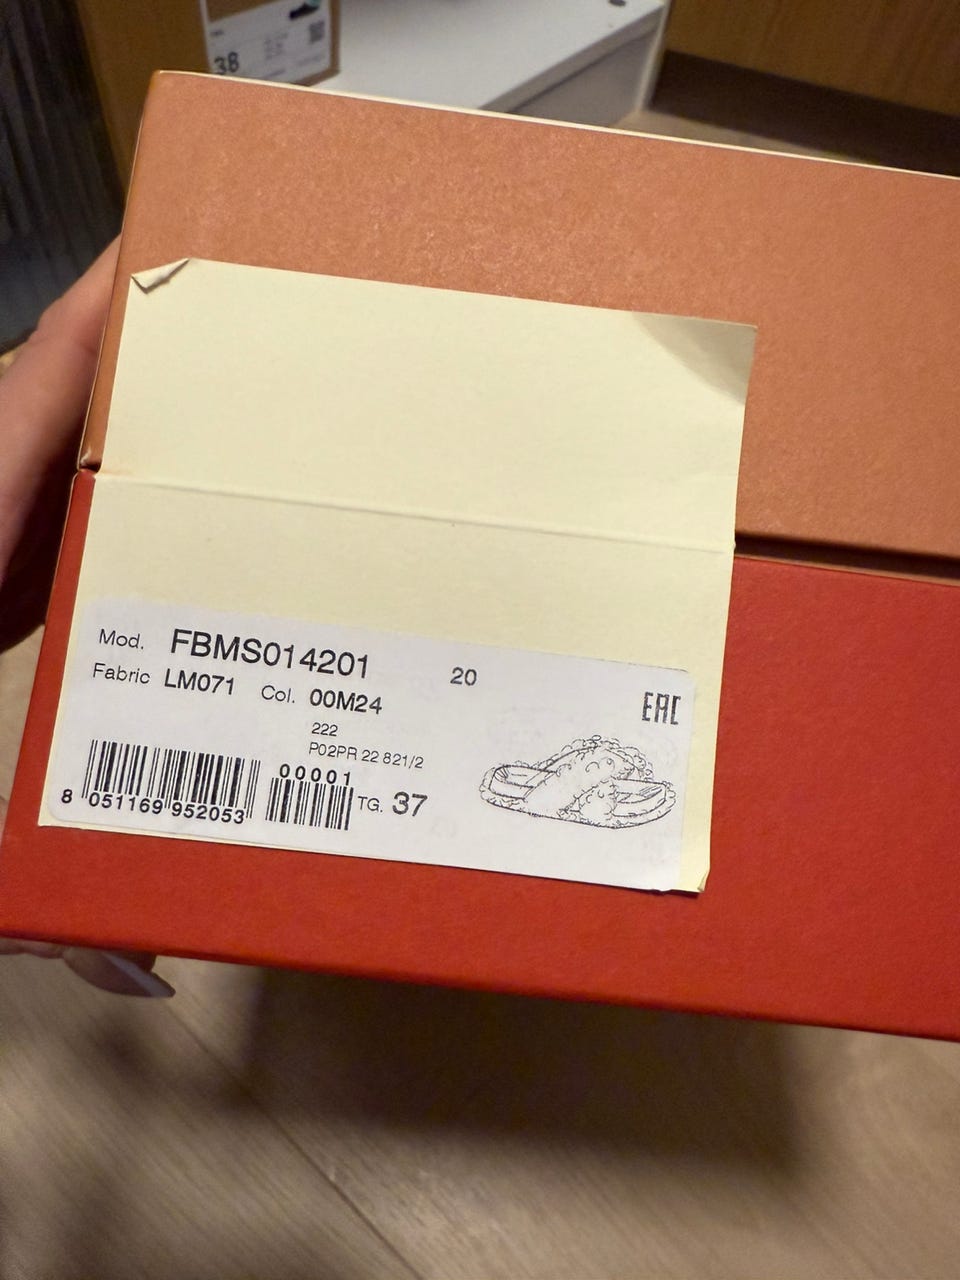 38
Mod. FBMS014201 20
Fabric LM071 Col. 00M24
EAC
222
P02PR 22 821/2
00001
8 051169 952053
TG. 37